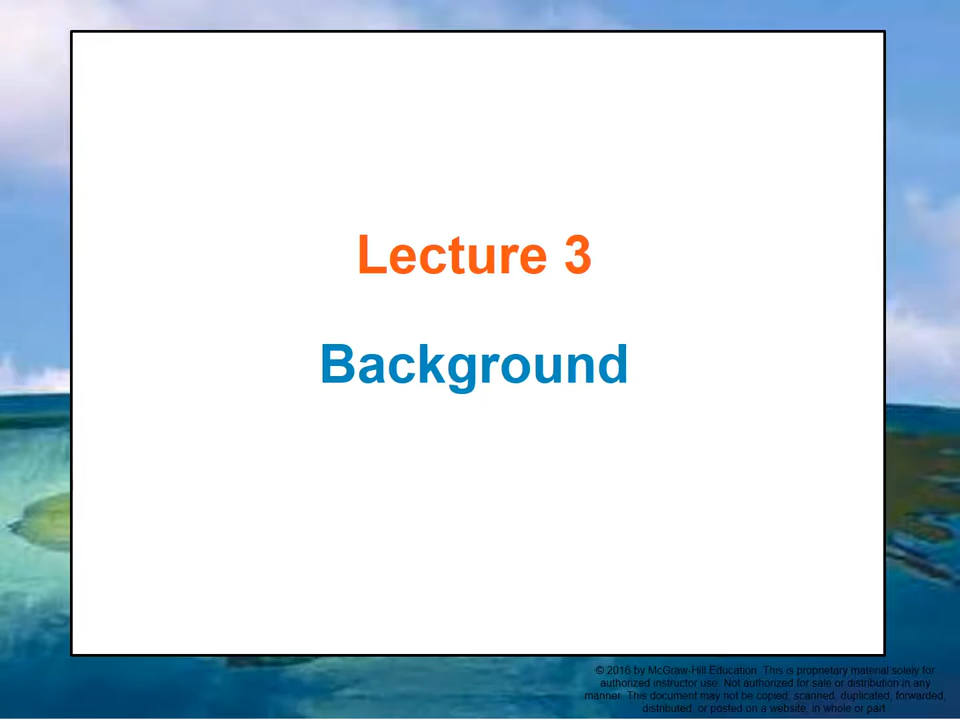 Lecture 3
Background
© 2016 by McGraw-Hill Education. This is proprietary material solely for
authorized instructor use. Not authorized for sale or distribution in any
manner. This document may not be copied, scanned, duplicated, forwarded,
distributed, or posted on a website, in whole or part.